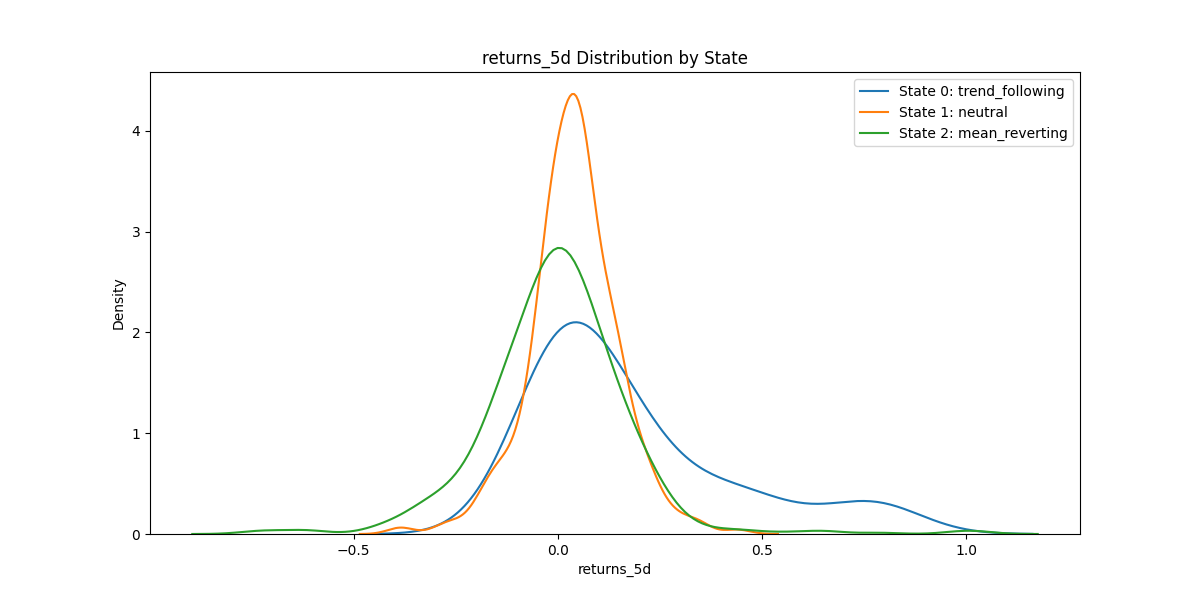 returns_5d Distribution by State
State 0: trend_following
State 1: neutral
State 2: mean_reverting
Density
4
3
2
1
0
−0.5
0.0
0.5
1.0
returns_5d